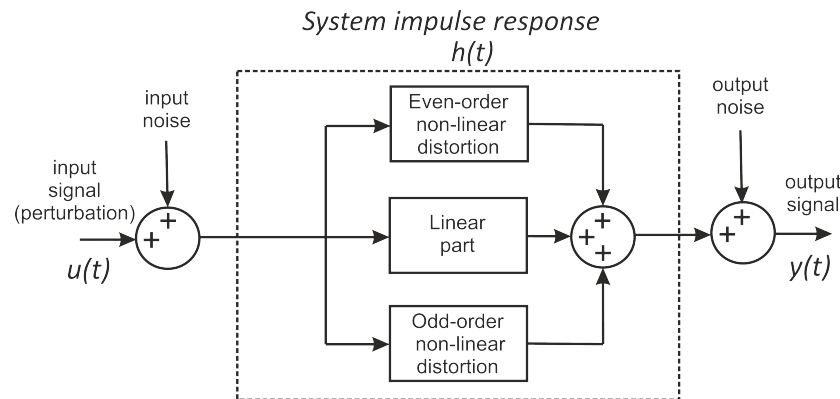 System impulse response
h(t)
input
noise
input
signal
(perturbation)
u(t)
+
+
Even-order
non-linear
distortion
Linear
part
Odd-order
non-linear
distortion
+
+
+
output
noise
+
+
output
signal
y(t)